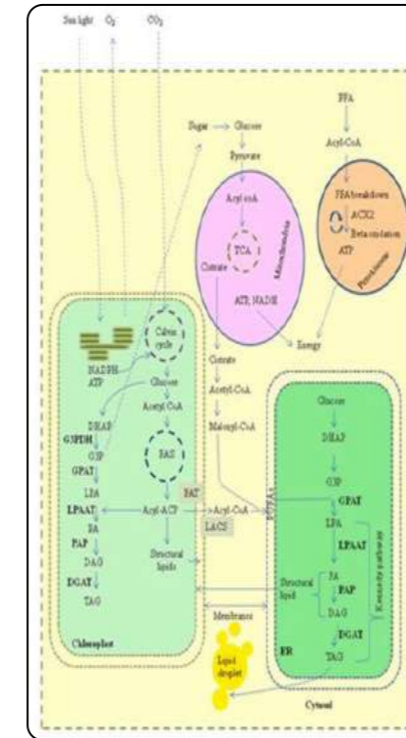 Sun light O2 CO2
FFA
Sugar Glucose
Acyl-CoA
Pyruvate
FFA breakdown
Acyl coA
ACX2
Beta oxidation
TCA
ATP
Citrate
Mitochondria
Peroxisome
ATP, NADH
Calvin
cycle
Citrate
Energy
NADPH
ATP
Glucose
Acetyl-CoA
Glucose
Acetyl CoA
Malonyl-CoA
DHAP
DHAP
G3PDH
G3P
FAS
GPAT
G3P
LPA
FAT
GPAT
LPAAT
Acyl-ACP
Acyl-CoA
LPA
PA
LACS
LPAAT
PAP
Structural
lipids
DAG
Structural
lipid
PA
PAP
DGAT
DAG
TAG
Kennedy pathway
Membranes
DGAT
Chloroplast
Lipid
droplet
ER
TAG
Cytosol